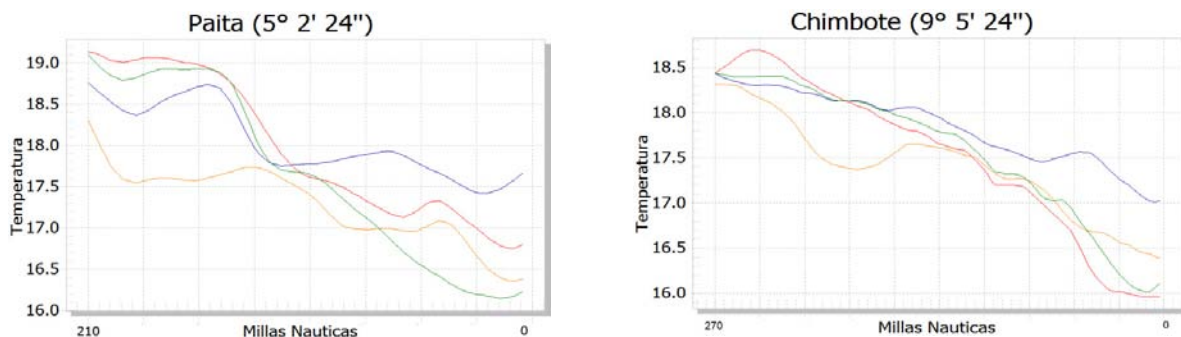 Paita (5° 2' 24")
19.0
18.5
18.0
17.5
17.0
16.5
16.0
Temperatura
210
Millas Nauticas
0
Chimbote (9° 5' 24")
18.5
18.0
17.5
17.0
16.5
16.0
Temperatura
270
Millas Nauticas
0